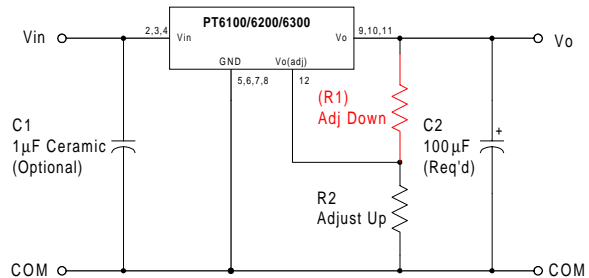 PT6100/6200/6300
Vin
2,3,4
Vin
Vo
9,10,11
Vo
GND
Vo(adj)
5,6,7,8
12
(R1)
Adj Down
C1
1μF Ceramic
(Optional)
C2
100μF
(Req'd)
+
R2
Adjust Up
COM
COM